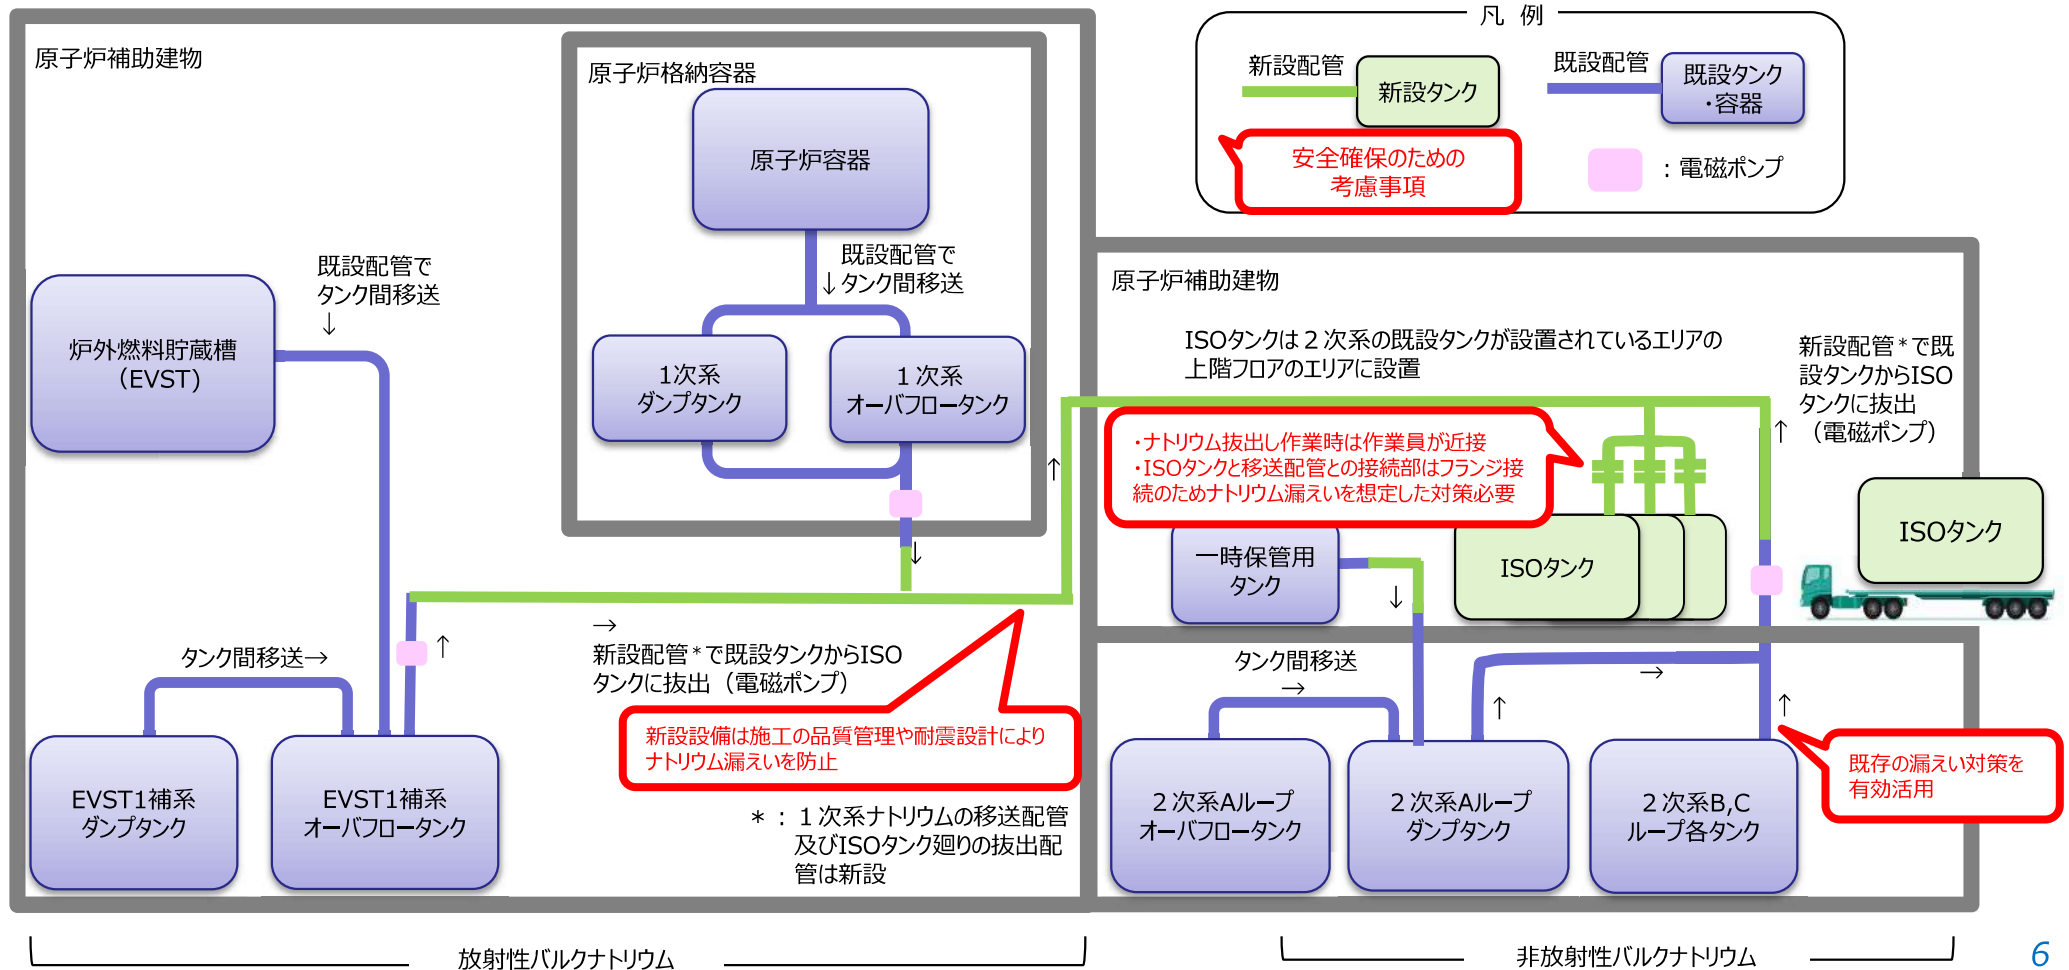 凡 例
新設配管
新設タンク
既設配管
既設タンク
・容器
安全確保のための
考慮事項
：電磁ポンプ
原子炉補助建物
原子炉格納容器
原子炉容器
既設配管で
↓タンク間移送
既設配管で
タンク間移送
↓
炉外燃料貯蔵槽
（EVST）
1次系
ダンプタンク
１次系
オーバフロータンク
↑
↓
→
新設配管＊で既設タンクからISO
タンクに抜出（電磁ポンプ）
↑
タンク間移送→
新設設備は施工の品質管理や耐震設計により
ナトリウム漏えいを防止
EVST1補系
ダンプタンク
EVST1補系
オーバフロータンク
＊：１次系ナトリウムの移送配管
及びISOタンク廻りの抜出配
管は新設
原子炉補助建物
ISOタンクは２次系の既設タンクが設置されているエリアの
上階フロアのエリアに設置
新設配管＊で既
設タンクからISO
タンクに抜出
↑（電磁ポンプ）
・ナトリウム抜出し作業時は作業員が近接
・ISOタンクと移送配管との接続部はフランジ接
続のためナトリウム漏えいを想定した対策必要
一時保管用
タンク
↓
ISOタンク
ISOタンク
タンク間移送
→
↑
→
↑
既存の漏えい対策を
有効活用
２次系Aループ
オーバフロータンク
２次系Aループ
ダンプタンク
２次系B,C
ループ各タンク
放射性バルクナトリウム
非放射性バルクナトリウム
6